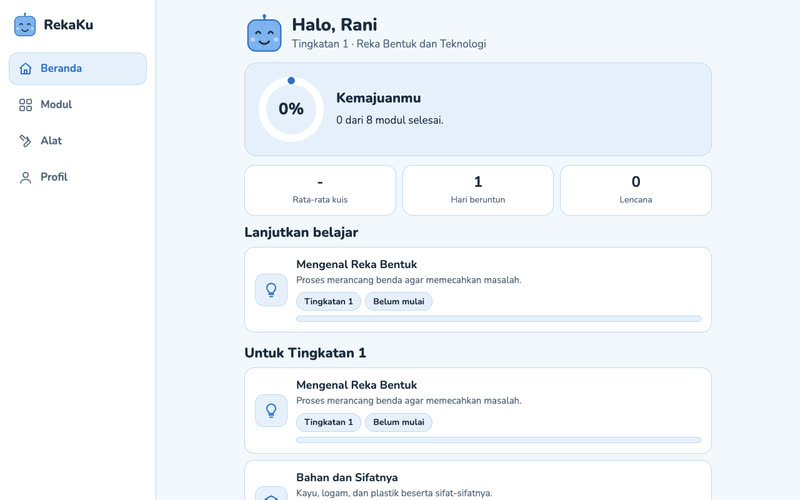 RekaKu
Beranda
Modul
Alat
Profil
Halo, Rani
Tingkatan 1 · Reka Bentuk dan Teknologi
0%
Kemajuanmu
0 dari 8 modul selesai.
-
Rata-rata kuis
1
Hari beruntun
0
Lencana
Lanjutkan belajar
Mengenal Reka Bentuk
Proses merancang benda agar memecahkan masalah.
Tingkatan 1
Belum mulai
Untuk Tingkatan 1
Mengenal Reka Bentuk
Proses merancang benda agar memecahkan masalah.
Tingkatan 1
Belum mulai
Bahan dan Sifatnya
Kayu, logam, dan plastik beserta sifat-sifatnya.